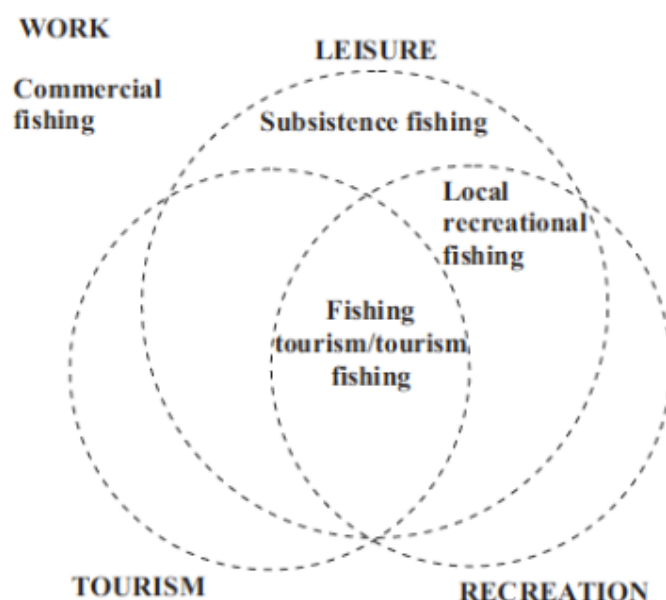 WORK
LEISURE
Commercial
fishing
Subsistence fishing
Local
recreational
fishing
Fishing
tourism/tourism
fishing
TOURISM
RECREATION